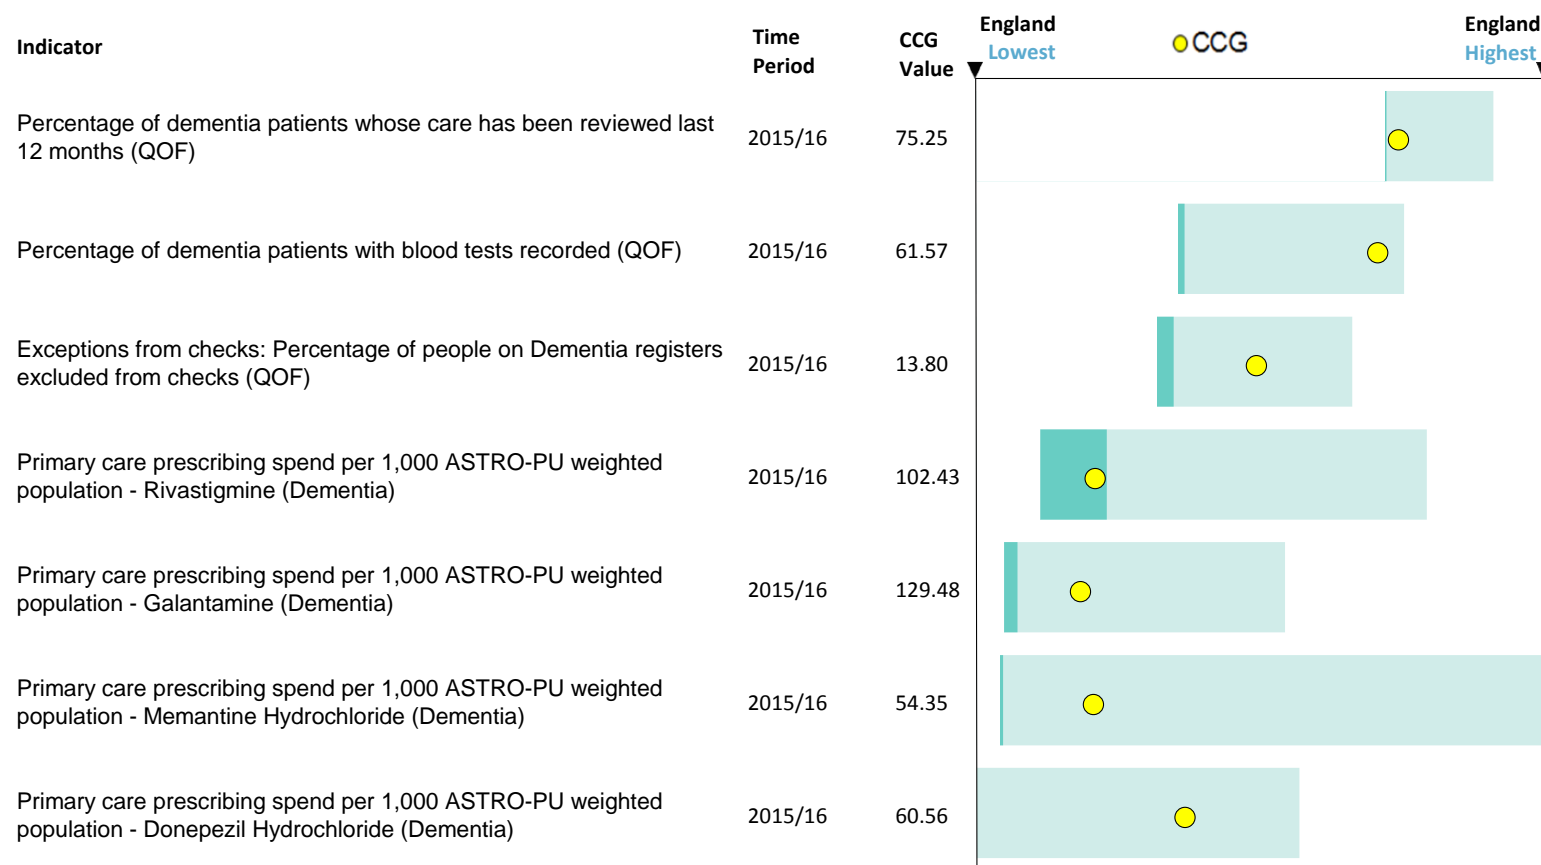 Indicator
Time
Period
CCG
Value
England
Lowest
CCG
England
Highest
Percentage of dementia patients whose care has been reviewed last
12 months (QOF)
2015/16
75.25
Percentage of dementia patients with blood tests recorded (QOF)
2015/16
61.57
Exceptions from checks: Percentage of people on Dementia registers
excluded from checks (QOF)
2015/16
13.80
Primary care prescribing spend per 1,000 ASTRO-PU weighted
population - Rivastigmine (Dementia)
2015/16
102.43
Primary care prescribing spend per 1,000 ASTRO-PU weighted
population - Galantamine (Dementia)
2015/16
129.48
Primary care prescribing spend per 1,000 ASTRO-PU weighted
population - Memantine Hydrochloride (Dementia)
2015/16
54.35
Primary care prescribing spend per 1,000 ASTRO-PU weighted
population - Donepezil Hydrochloride (Dementia)
2015/16
60.56